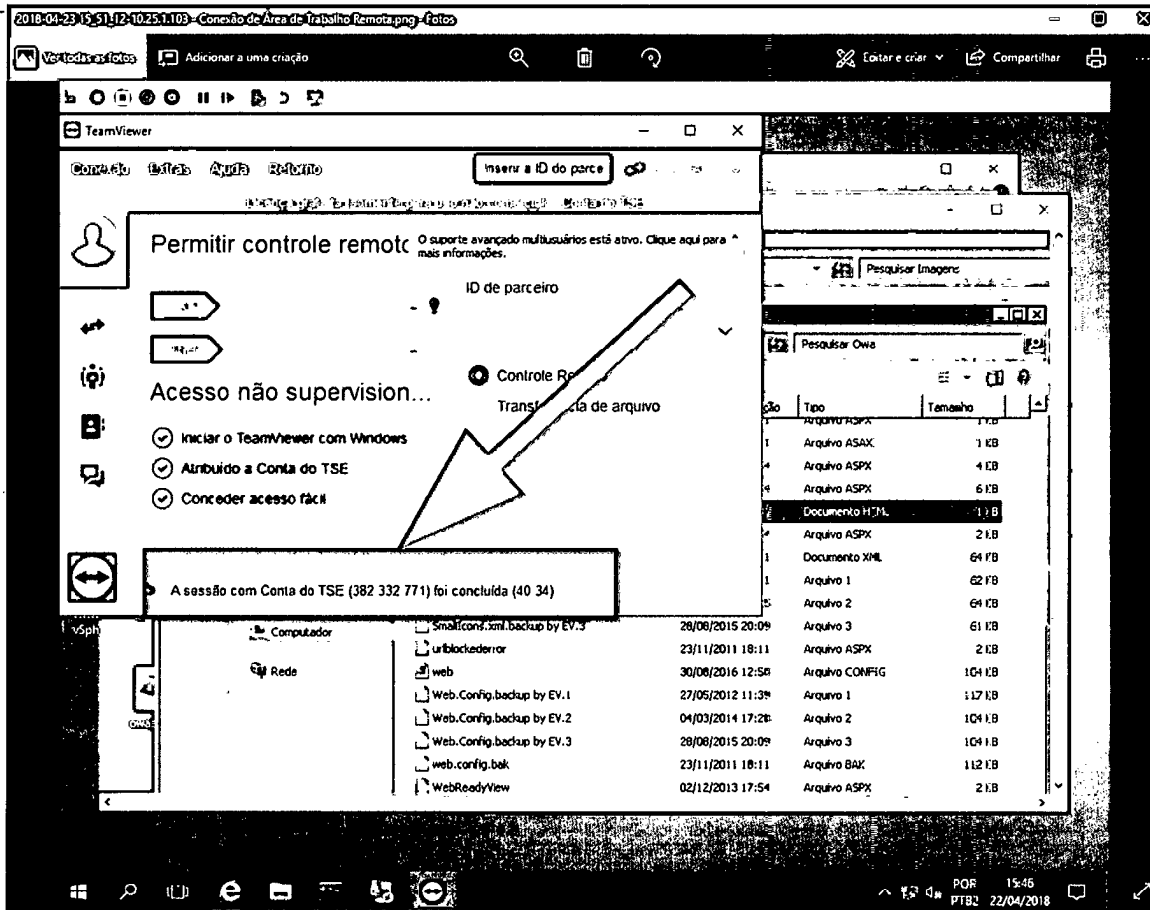 2018-04-23 15_51_12-10.25.1.103 - Conexão de Área de Trabalho Remota.png - Fotos
Ver todas as fotos
Adicionar a uma criação
Editar e criar
Compartilhar
TeamViewer
Conexão Extras Ajuda Retorno
Inserir a ID do parce
Conta do TSE
Permitir controle remoto
O suporte avançado multiusuários está ativo. Clique aqui para
mais informações.
Pesquisar Imagens
ID de parceiro
Pesquisar Owa
Controle Re
Acesso não supervision...
Transf cia de arquivo
ção Tipo Tamanho
Arquivo ASPX 1 KB
Iniciar o TeamViewer com Windows
Arquivo ASAX 1 KB
Atribuído a Conta do TSE
Arquivo ASPX 4 KB
Arquivo ASPX 6 KB
Conceder acesso fácil
Documento HTML 1 KB
Arquivo ASPX 2 KB
Documento XML 64 KB
A sessão com Conta do TSE (382 332 771) foi concluída (40 34)
Arquivo 1 62 KB
Arquivo 2 64 KB
vSph
Computador
SmallIcons.xml.backup by EV.3 28/08/2015 20:09 Arquivo 3 61 KB
urlblockederror 23/11/2011 18:11 Arquivo ASPX 2 KB
Rede
web 30/08/2016 12:56 Arquivo CONFIG 104 KB
Web.Config.backup by EV.1 27/05/2012 11:39 Arquivo 1 117 KB
Web.Config.backup by EV.2 04/03/2014 17:28 Arquivo 2 104 KB
Web.Config.backup by EV.3 28/08/2015 20:09 Arquivo 3 104 KB
web.config.bak 23/11/2011 18:11 Arquivo BAK 112 KB
WebReadyView 02/12/2013 17:54 Arquivo ASPX 2 KB
POR 15:46
PTB2 22/04/2018